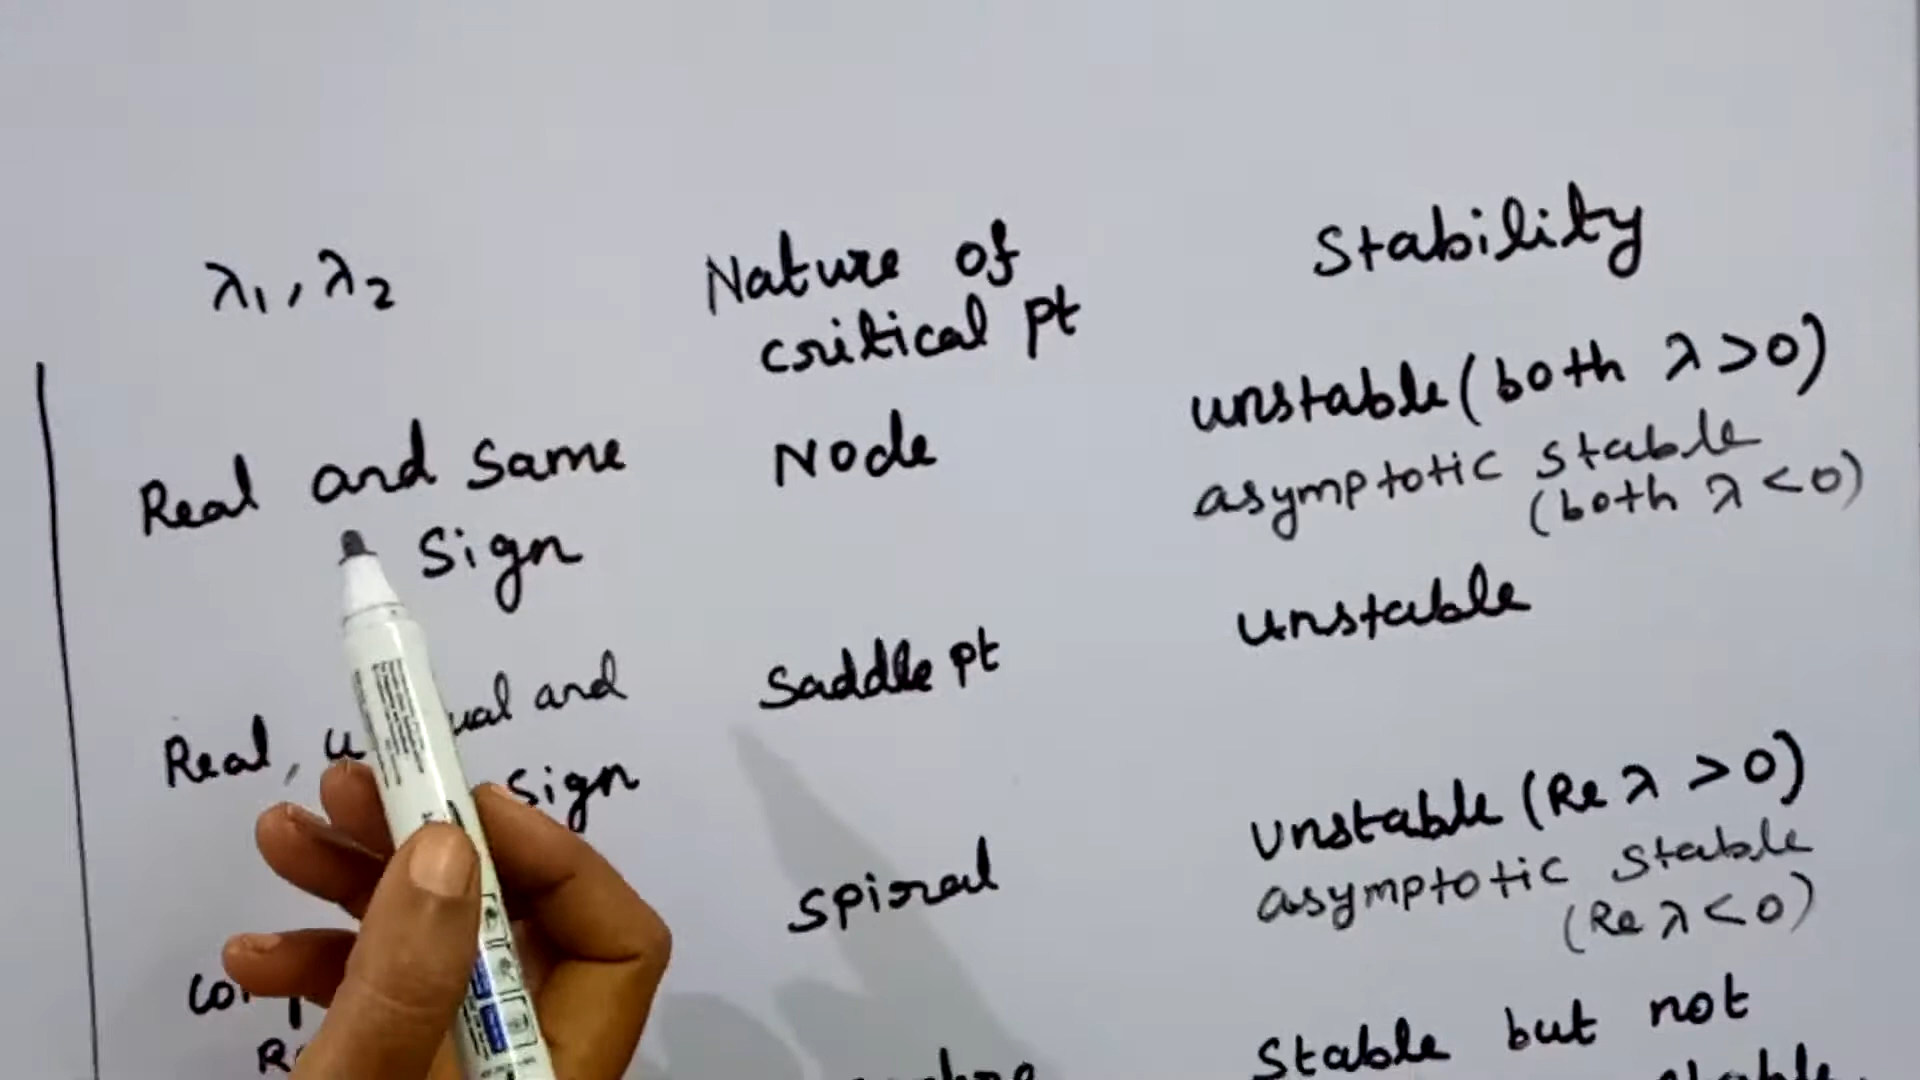 λ1, λ2
Nature of
critical pt
Stability
Real and same
sign
Node
unstable (both λ > 0)
asymptotic stable
(both λ < 0)
Real, and
sign
Saddle pt
unstable
spiral
Unstable (Re λ > 0)
asymptotic stable
(Re λ < 0)
Stable but not